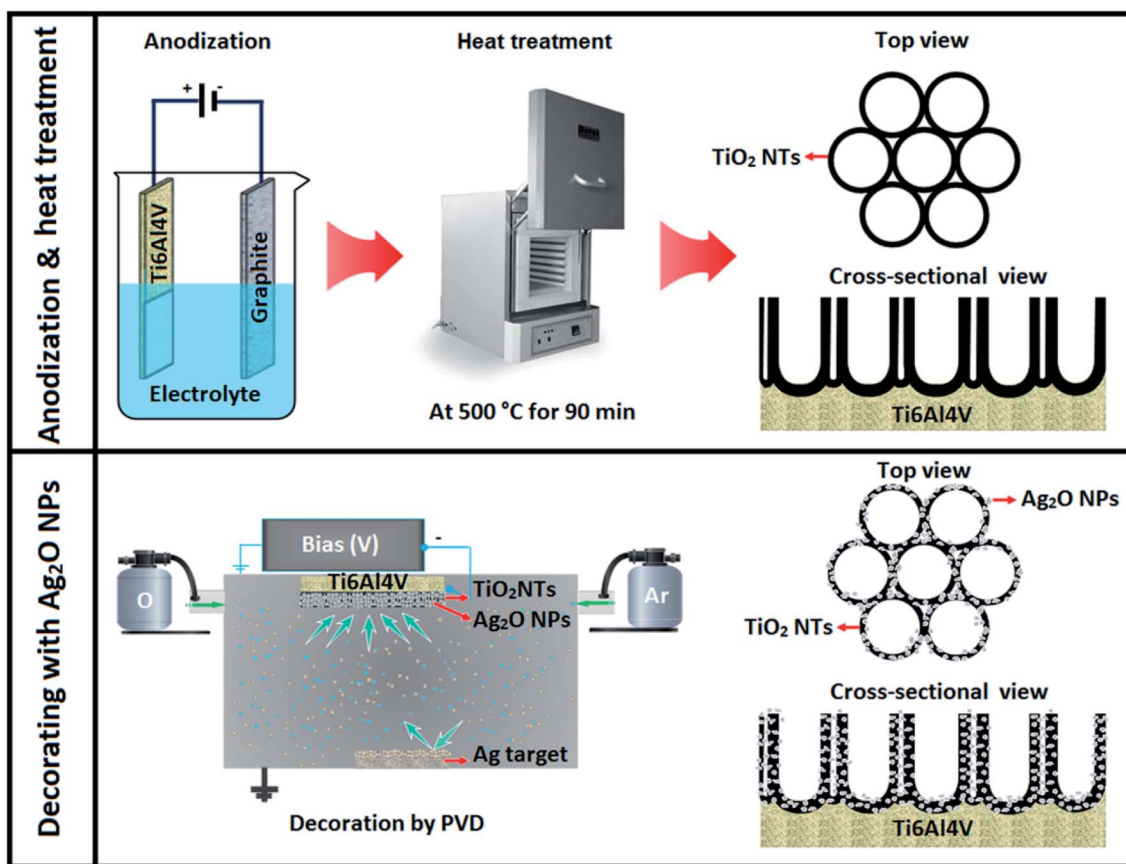 Anodization & heat treatment
Anodization
+ -
Ti6Al4V
Graphite
Electrolyte
Heat treatment
At 500 °C for 90 min
Top view
TiO₂ NTs
Cross-sectional view
Ti6Al4V
Decorating with Ag₂O NPs
Bias (V)
-
O
Ti6Al4V
TiO₂NTs
Ag₂O NPs
Ar
Ag target
Decoration by PVD
Top view
Ag₂O NPs
TiO₂ NTs
Cross-sectional view
Ti6Al4V